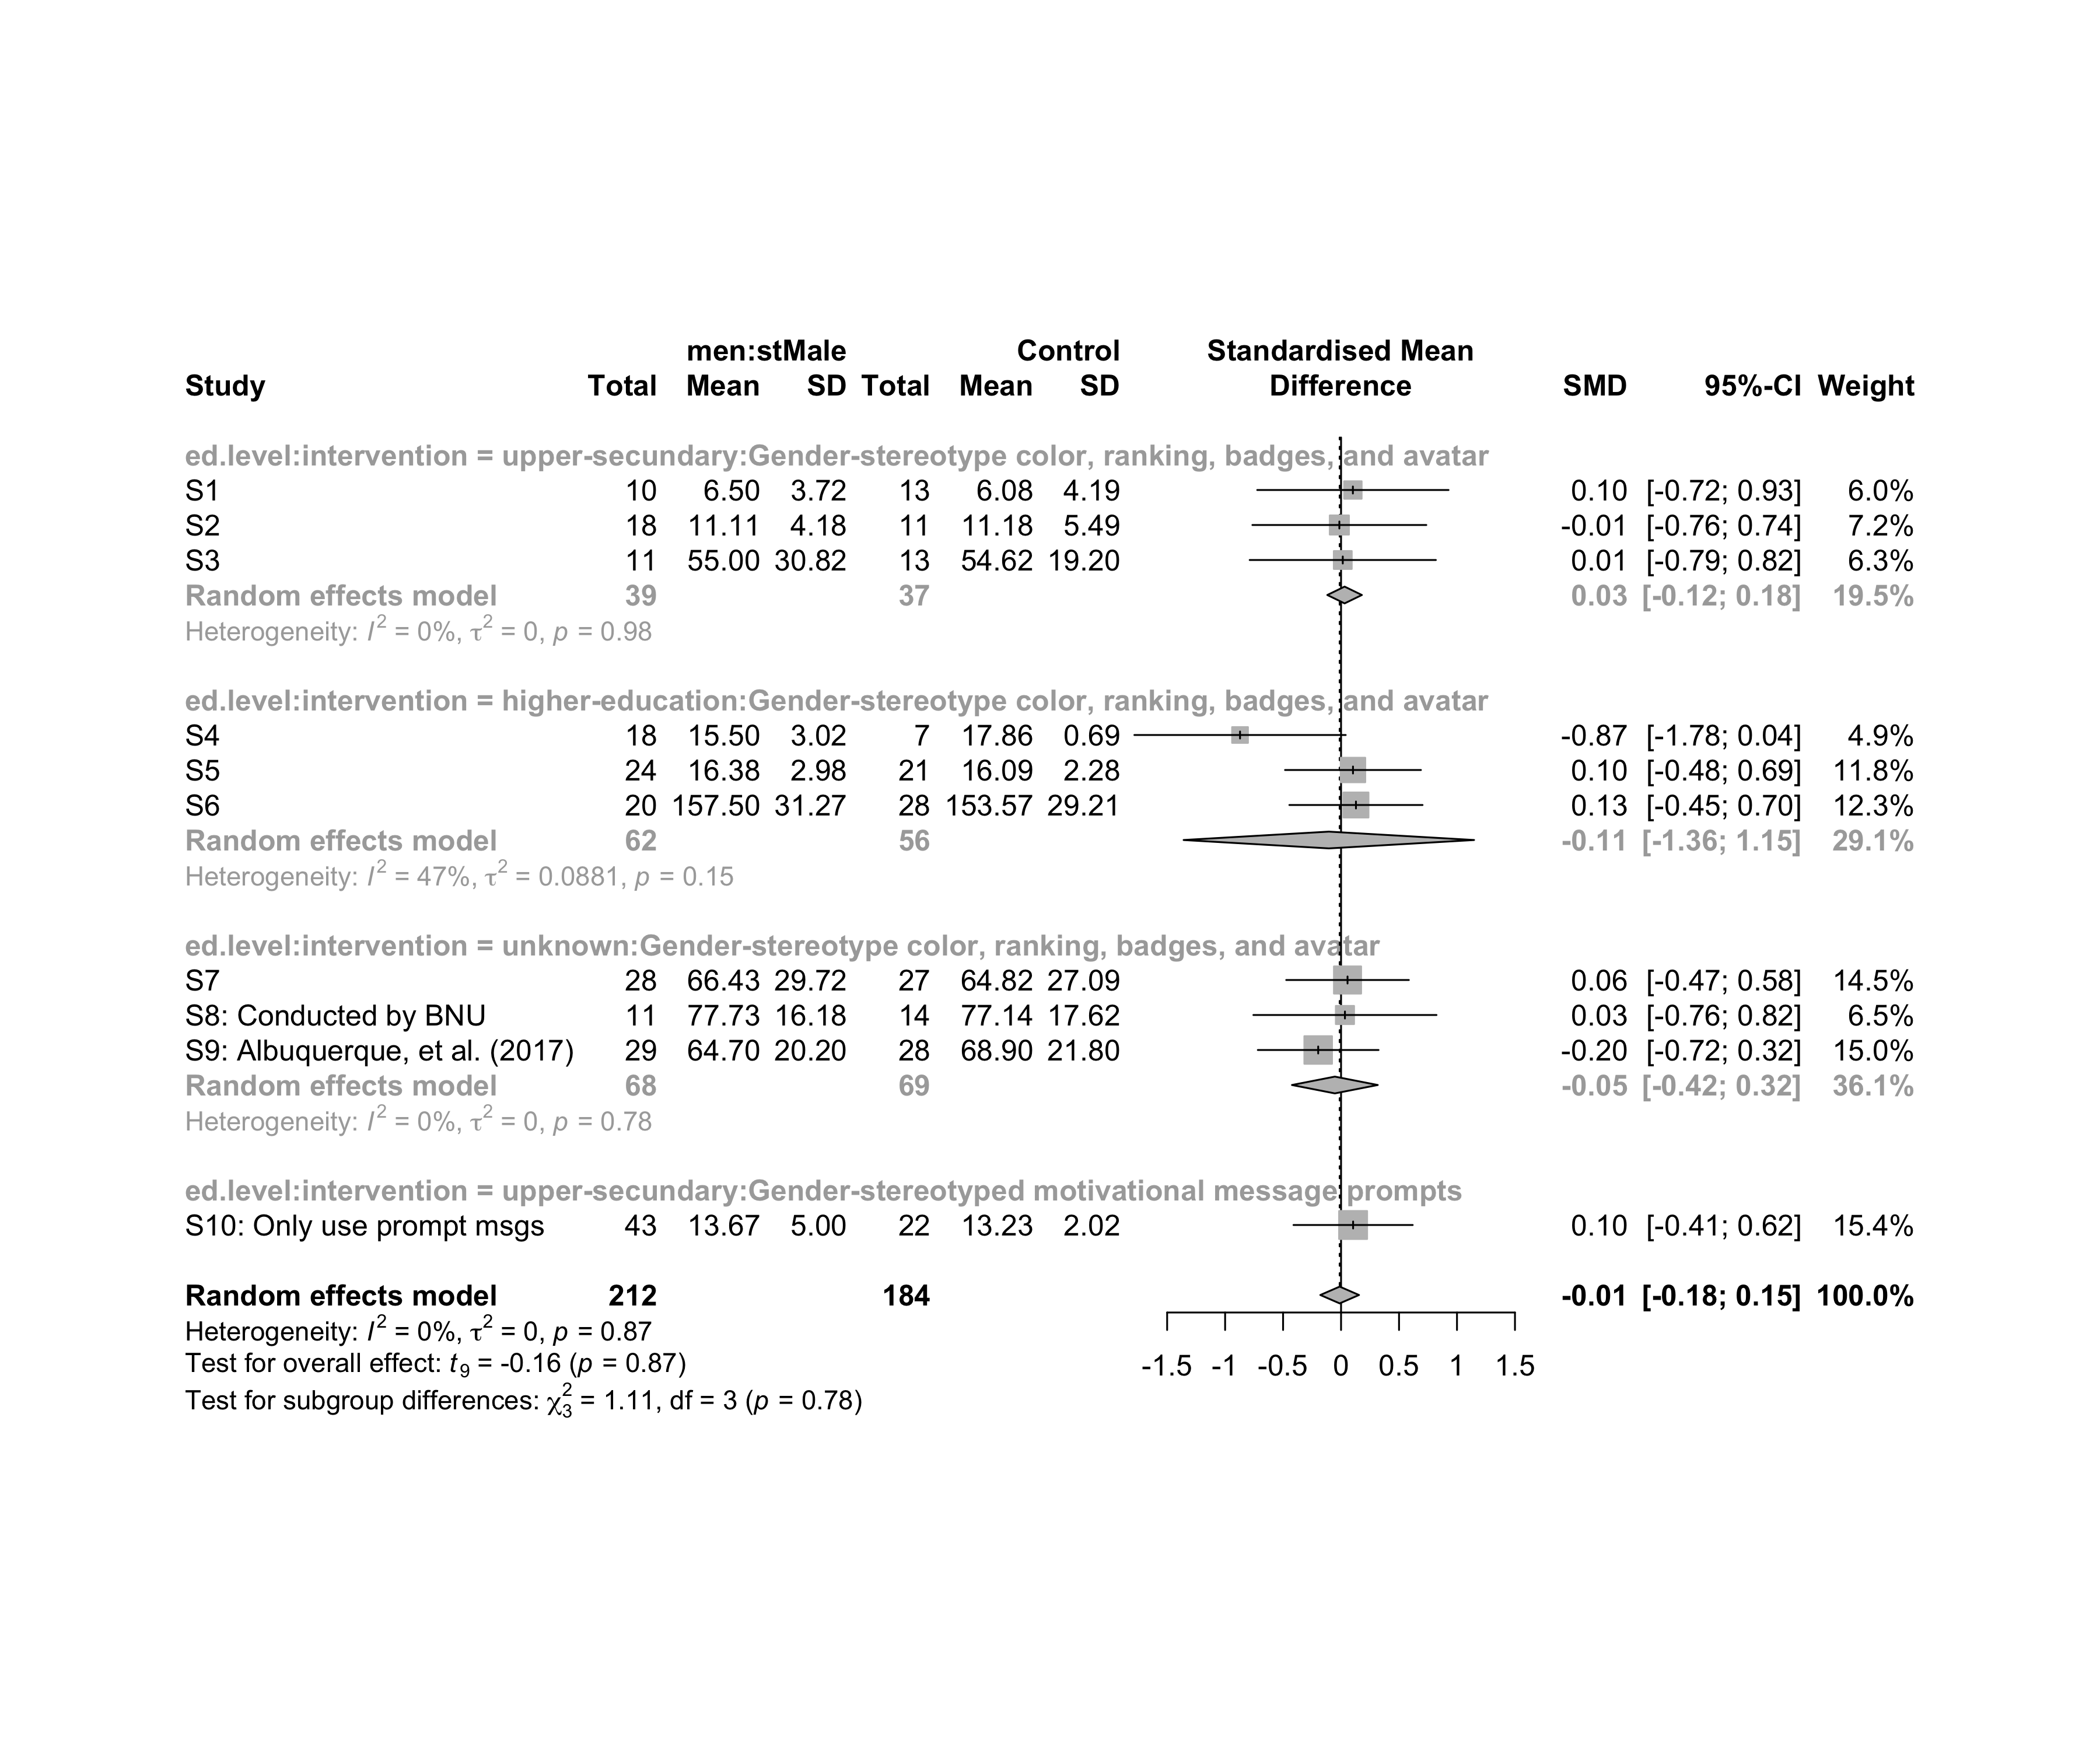 men:stMale Control Standardised Mean
Study Total Mean SD Total Mean SD Difference SMD 95%-CI Weight
ed.level:intervention = upper-secundary:Gender-stereotype color, ranking, badges, and avatar
S1 10 6.50 3.72 13 6.08 4.19 0.10 [-0.72; 0.93] 6.0%
S2 18 11.11 4.18 11 11.18 5.49 -0.01 [-0.76; 0.74] 7.2%
S3 11 55.00 30.82 13 54.62 19.20 0.01 [-0.79; 0.82] 6.3%
Random effects model 39 37 0.03 [-0.12; 0.18] 19.5%
Heterogeneity: I² = 0%, τ² = 0, p = 0.98
ed.level:intervention = higher-education:Gender-stereotype color, ranking, badges, and avatar
S4 18 15.50 3.02 7 17.86 0.69 -0.87 [-1.78; 0.04] 4.9%
S5 24 16.38 2.98 21 16.09 2.28 0.10 [-0.48; 0.69] 11.8%
S6 20 157.50 31.27 28 153.57 29.21 0.13 [-0.45; 0.70] 12.3%
Random effects model 62 56 -0.11 [-1.36; 1.15] 29.1%
Heterogeneity: I² = 47%, τ² = 0.0881, p = 0.15
ed.level:intervention = unknown:Gender-stereotype color, ranking, badges, and avatar
S7 28 66.43 29.72 27 64.82 27.09 0.06 [-0.47; 0.58] 14.5%
S8: Conducted by BNU 11 77.73 16.18 14 77.14 17.62 0.03 [-0.76; 0.82] 6.5%
S9: Albuquerque, et al. (2017) 29 64.70 20.20 28 68.90 21.80 -0.20 [-0.72; 0.32] 15.0%
Random effects model 68 69 -0.05 [-0.42; 0.32] 36.1%
Heterogeneity: I² = 0%, τ² = 0, p = 0.78
ed.level:intervention = upper-secundary:Gender-stereotyped motivational message prompts
S10: Only use prompt msgs 43 13.67 5.00 22 13.23 2.02 0.10 [-0.41; 0.62] 15.4%
Random effects model 212 184 -0.01 [-0.18; 0.15] 100.0%
Heterogeneity: I² = 0%, τ² = 0, p = 0.87
Test for overall effect: t₉ = -0.16 (p = 0.87)
-1.5 -1 -0.5 0 0.5 1 1.5
Test for subgroup differences: χ²₃ = 1.11, df = 3 (p = 0.78)